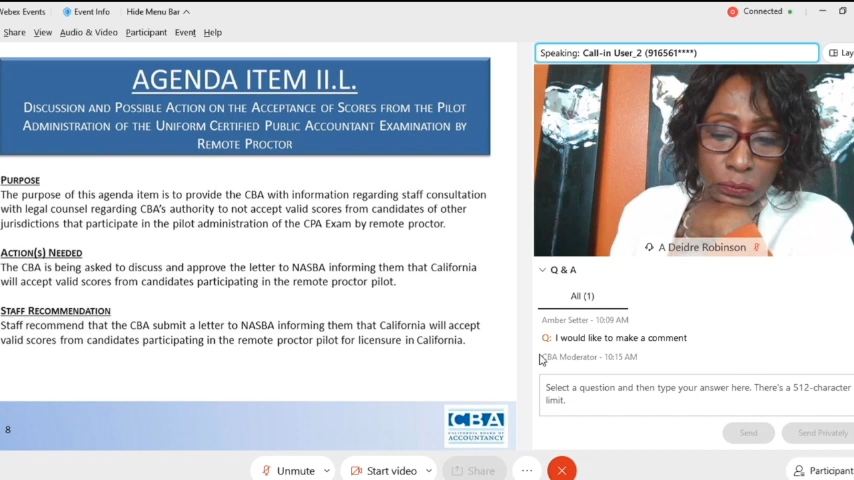 Webex Events
Event Info
Hide Menu Bar
Connected
Share View Audio & Video Participant Event Help
Speaking: Call-in User_2 (916561****)
Lay
AGENDA ITEM II.L.
DISCUSSION AND POSSIBLE ACTION ON THE ACCEPTANCE OF SCORES FROM THE PILOT
ADMINISTRATION OF THE UNIFORM CERTIFIED PUBLIC ACCOUNTANT EXAMINATION BY
REMOTE PROCTOR
PURPOSE
The purpose of this agenda item is to provide the CBA with information regarding staff consultation
with legal counsel regarding CBA's authority to not accept valid scores from candidates of other
jurisdictions that participate in the pilot administration of the CPA Exam by remote proctor.
ACTION(S) NEEDED
The CBA is being asked to discuss and approve the letter to NASBA informing them that California
will accept valid scores from candidates participating in the remote proctor pilot.
STAFF RECOMMENDATION
Staff recommend that the CBA submit a letter to NASBA informing them that California will accept
valid scores from candidates participating in the remote proctor pilot for licensure in California.
8
CBA
CALIFORNIA BOARD OF
ACCOUNTANCY
A Deidre Robinson
Q & A
All (1)
Amber Setter - 10:09 AM
Q: I would like to make a comment
CBA Moderator - 10:15 AM
Select a question and then type your answer here. There's a 512-character
limit.
Send
Send Privately
Unmute
Start video
Share
Participant